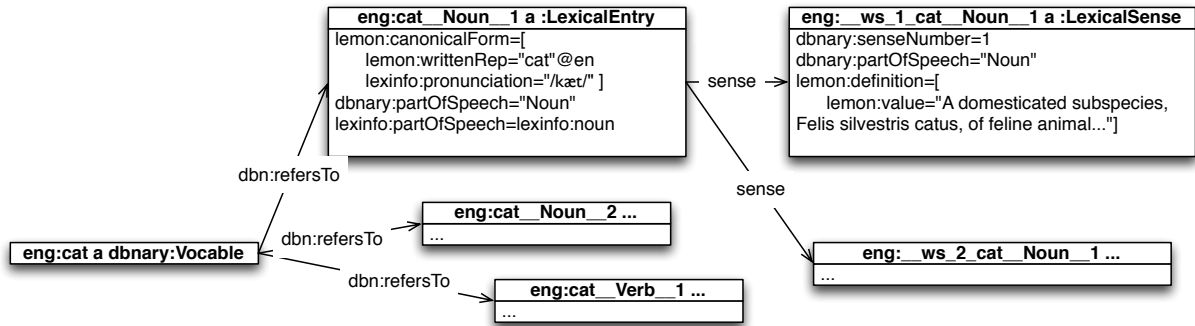 eng:cat__Noun__1 a :LexicalEntry
lemon:canonicalForm=[
lemon:writtenRep="cat"@en
lexinfo:pronunciation="/kæt/" ]
dbnary:partOfSpeech="Noun"
lexinfo:partOfSpeech=lexinfo:noun
sense
eng:__ws_1_cat__Noun__1 a :LexicalSense
dbnary:senseNumber=1
dbnary:partOfSpeech="Noun"
lemon:definition=[
lemon:value="A domesticated subspecies,
Felis silvestris catus, of feline animal..."]
dbn:refersTo
sense
eng:cat__Noun__2 ...
...
eng:cat a dbnary:Vocable
dbn:refersTo
eng:__ws_2_cat__Noun__1 ...
...
dbn:refersTo
eng:cat__Verb__1 ...
...